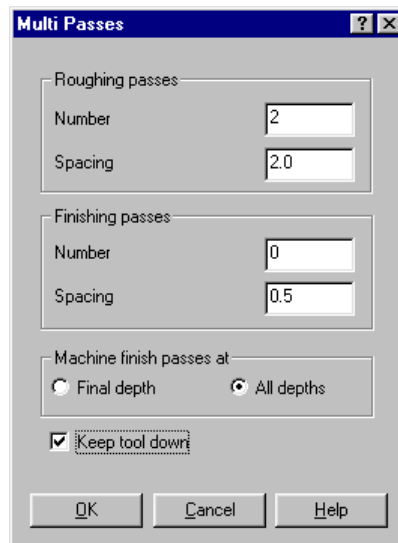 Multi Passes
Roughing passes
Number 2
Spacing 2.0
Finishing passes
Number 0
Spacing 0.5
Machine finish passes at
Final depth All depths
Keep tool down
OK Cancel Help